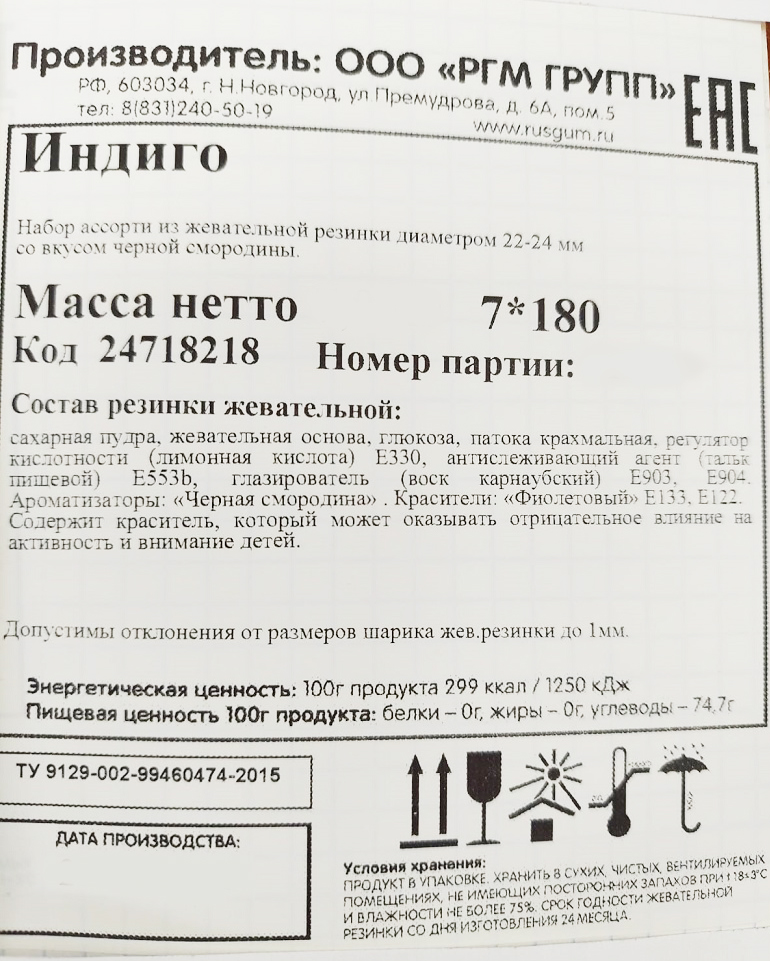 Производитель: ООО «РГМ ГРУПП»
РФ, 603034, г. Н.Новгород, ул Премудрова, д. 6А, пом.5
тел: 8(831)240-50-19
www.rusgum.ru
EAC
Индиго
Набор ассорти из жевательной резинки диаметром 22-24 мм
со вкусом черной смородины.
Масса нетто 7*180
Код 24718218 Номер партии:
Состав резинки жевательной:
сахарная пудра, жевательная основа, глюкоза, патока крахмальная, регулятор
кислотности (лимонная кислота) Е330, антислеживающий агент (тальк
пищевой) Е553b, глазирователь (воск карнаубский) Е903, Е904.
Ароматизаторы: «Черная смородина» . Красители: «Фиолетовый» Е133, Е122.
Содержит краситель, который может оказывать отрицательное влияние на
активность и внимание детей.
Допустимы отклонения от размеров шарика жев.резинки до 1мм.
Энергетическая ценность: 100г продукта 299 ккал / 1250 кДж
Пищевая ценность 100г продукта: белки – 0г, жиры – 0г, углеводы – 74,7г
ТУ 9129-002-99460474-2015
ДАТА ПРОИЗВОДСТВА:
Условия хранения:
ПРОДУКТ В УПАКОВКЕ. ХРАНИТЬ В СУХИХ, ЧИСТЫХ, ВЕНТИЛИРУЕМЫХ
ПОМЕЩЕНИЯХ, НЕ ИМЕЮЩИХ ПОСТОРОННИХ ЗАПАХОВ ПРИ t 18±3°С
И ВЛАЖНОСТИ НЕ БОЛЕЕ 75%. СРОК ГОДНОСТИ ЖЕВАТЕЛЬНОЙ
РЕЗИНКИ СО ДНЯ ИЗГОТОВЛЕНИЯ 24 МЕСЯЦА.